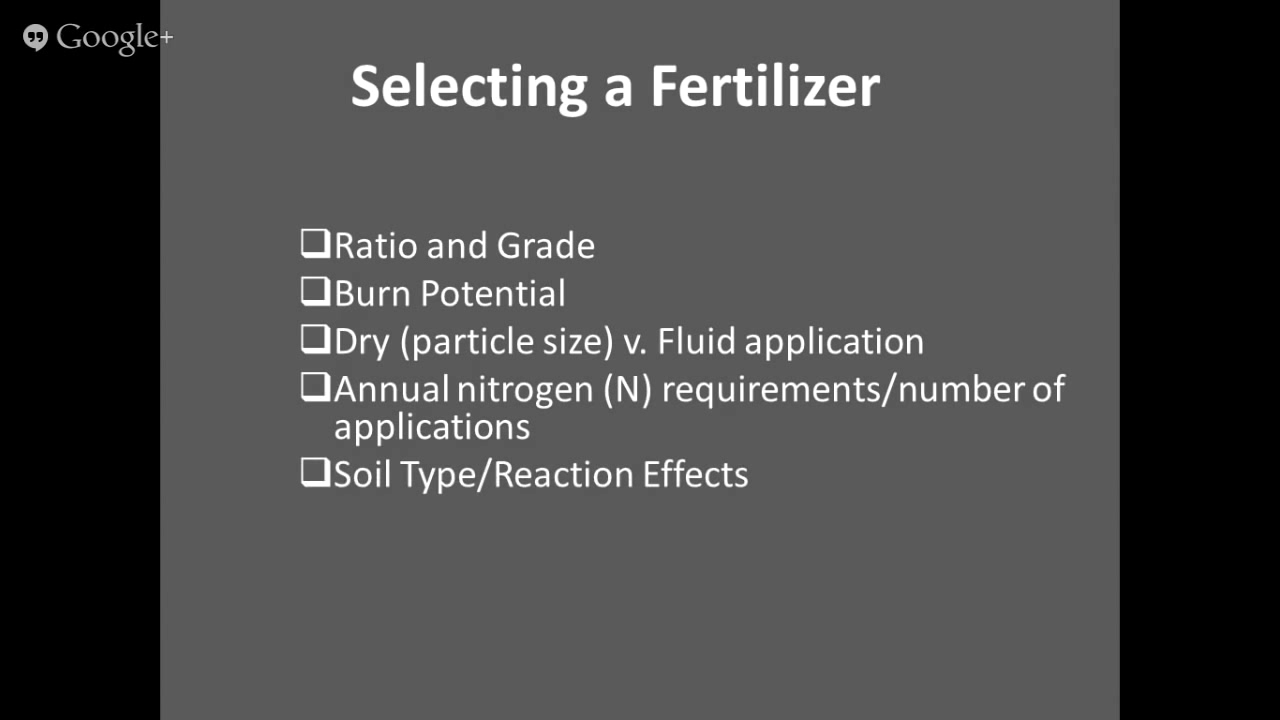 Google+
Selecting a Fertilizer
Ratio and Grade
Burn Potential
Dry (particle size) v. Fluid application
Annual nitrogen (N) requirements/number of
applications
Soil Type/Reaction Effects